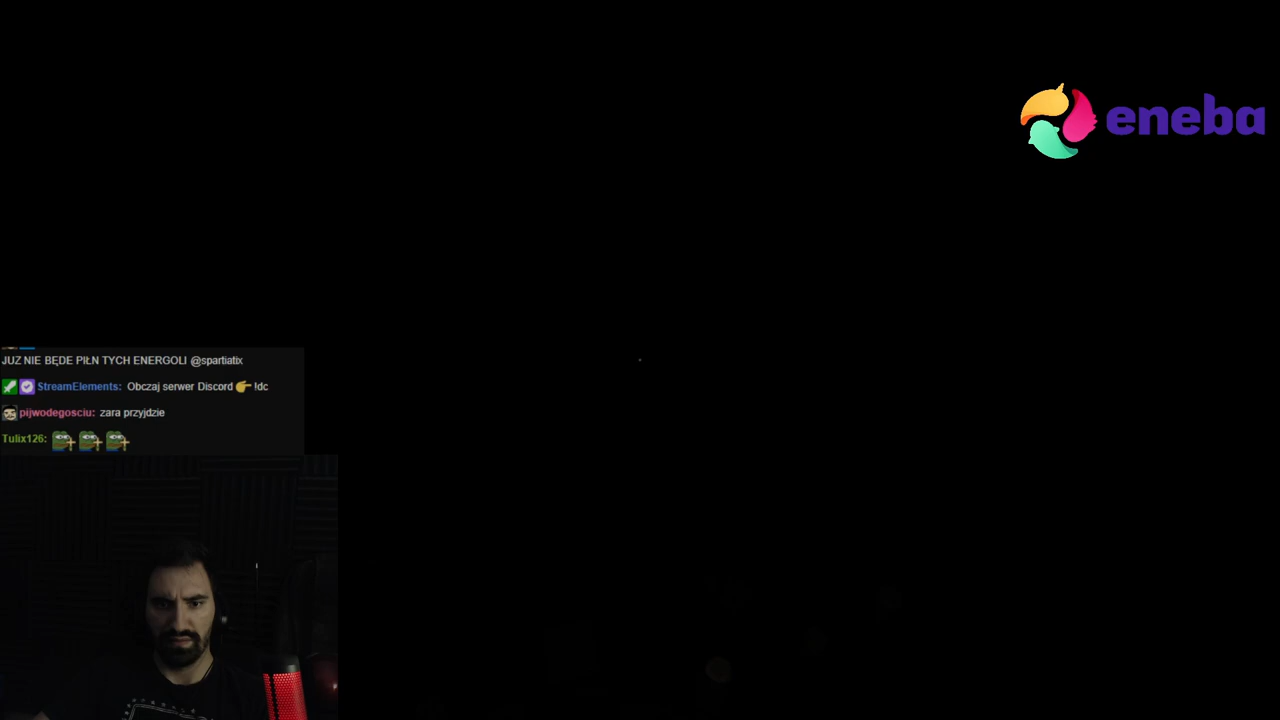 eneba
JUZ NIE BĘDE PIŁN TYCH ENERGOLI @spartiatix
StreamElements: Obczaj serwer Discord 👉 !dc
pijwodegosciu: zara przyjdzie
Tulix126: